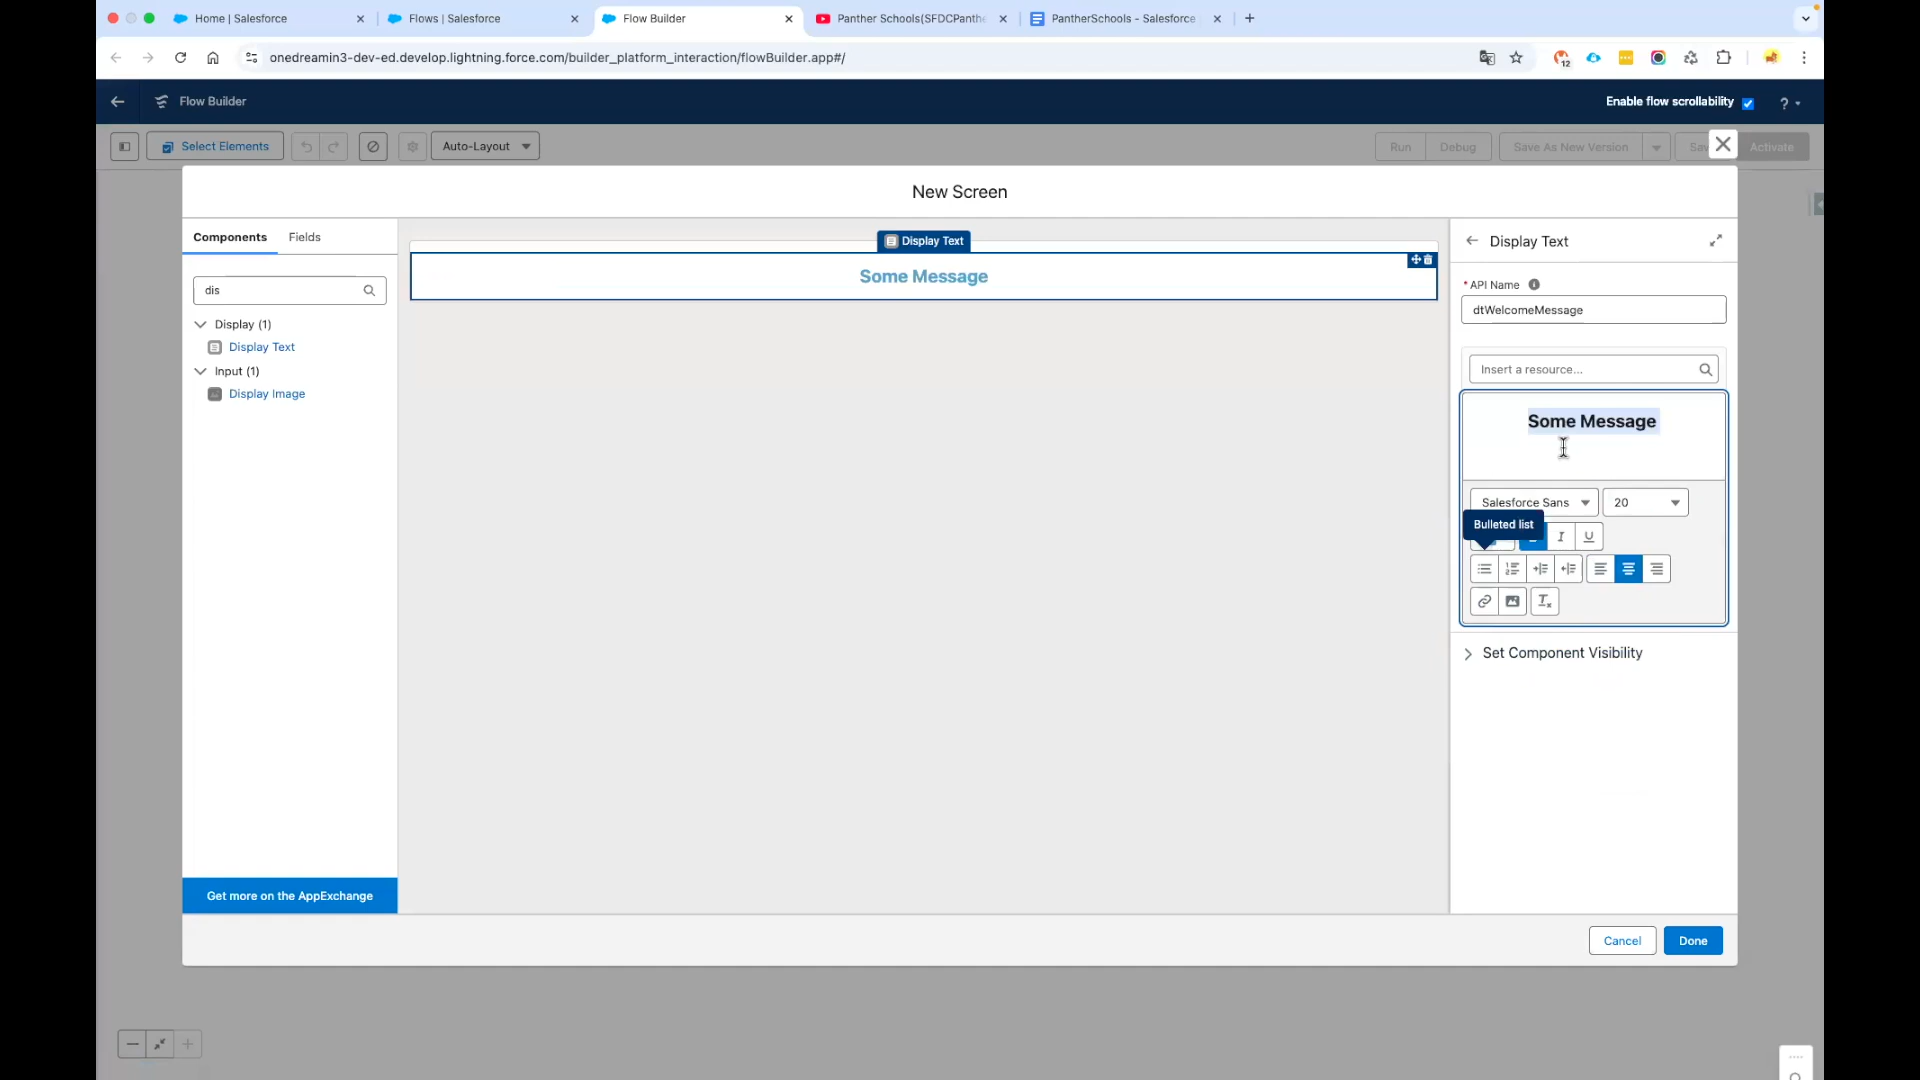 Home | Salesforce
Flows | Salesforce
Flow Builder
Panther Schools(SFDCPanthe
PantherSchools - Salesforce
onedreamin3-dev-ed.develop.lightning.force.com/builder_platform_interaction/flowBuilder.app#/
12
Flow Builder
Enable flow scrollability
?
Select Elements
Auto-Layout
Run
Debug
Save As New Version
Sav
Activate
New Screen
Components
Fields
Display Text
Display Text
dis
Some Message
* API Name
dtWelcomeMessage
Display (1)
Display Text
Input (1)
Display Image
Insert a resource...
Some Message
Salesforce Sans
20
Bulleted list
I
U
Set Component Visibility
Get more on the AppExchange
Cancel
Done